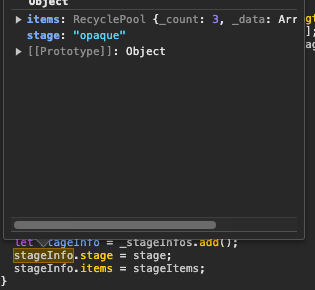 Object
items: RecyclePool {_count: 3, _data: Arr
stage: "opaque"
[[Prototype]]: Object
let stageInfo = _stageInfos.add();
stageInfo.stage = stage;
stageInfo.items = stageItems;
}